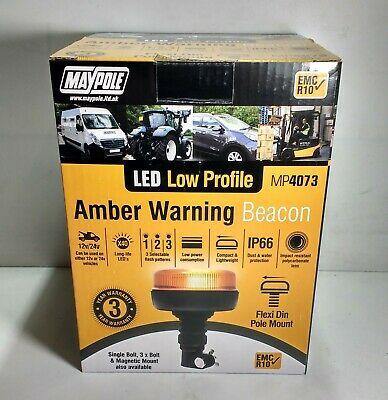 MAYPOLE
www.maypole.ltd.uk
EMC
R10
LED Low Profile MP4073
Amber Warning Beacon
12v/24v
Can be used on
either 12v or 24v
vehicles
X40
Long-life
LED's
1 2 3
3 Selectable
flash patterns
Low power
consumption
Compact &
Lightweight
IP66
Dust & water
protection
Impact resistant
polycarbonate
lens
YEAR WARRANTY
3
YEAR WARRANTY
Flexi Din
Pole Mount
Single Bolt, 3 x Bolt
& Magnetic Mount
also available
EMC
R10